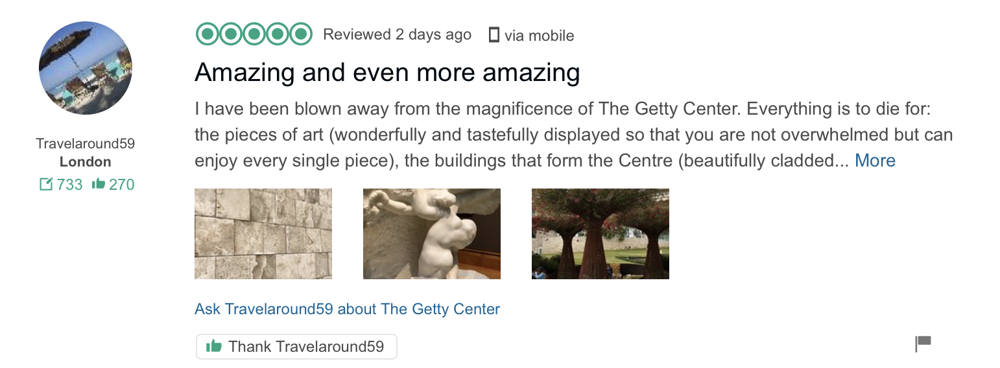 Reviewed 2 days ago via mobile
Amazing and even more amazing
I have been blown away from the magnificence of The Getty Center. Everything is to die for:
the pieces of art (wonderfully and tastefully displayed so that you are not overwhelmed but can
enjoy every single piece), the buildings that form the Centre (beautifully cladded... More
Travelaround59
London
733 270
Ask Travelaround59 about The Getty Center
Thank Travelaround59